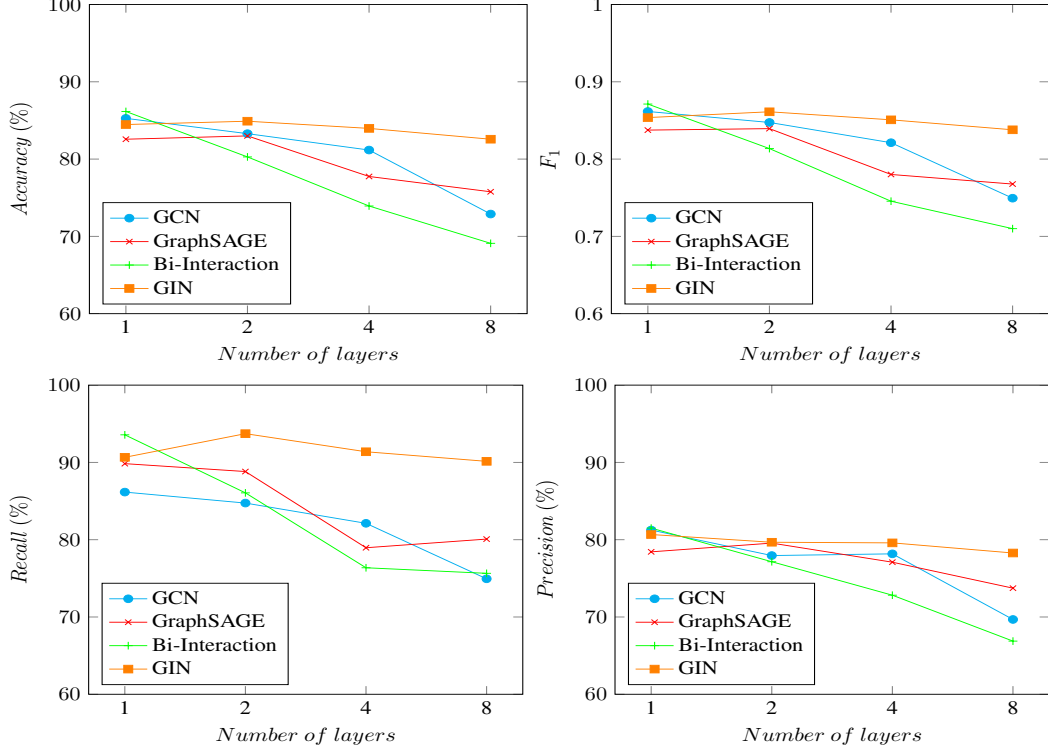 100
90
80
70
60
Accuracy (%)
GCN
GraphSAGE
Bi-Interaction
GIN
1 2 4 8
Number of layers
1
0.9
0.8
0.7
0.6
F1
GCN
GraphSAGE
Bi-Interaction
GIN
1 2 4 8
Number of layers
100
90
80
70
60
Recall (%)
GCN
GraphSAGE
Bi-Interaction
GIN
1 2 4 8
Number of layers
100
90
80
70
60
Precision (%)
GCN
GraphSAGE
Bi-Interaction
GIN
1 2 4 8
Number of layers